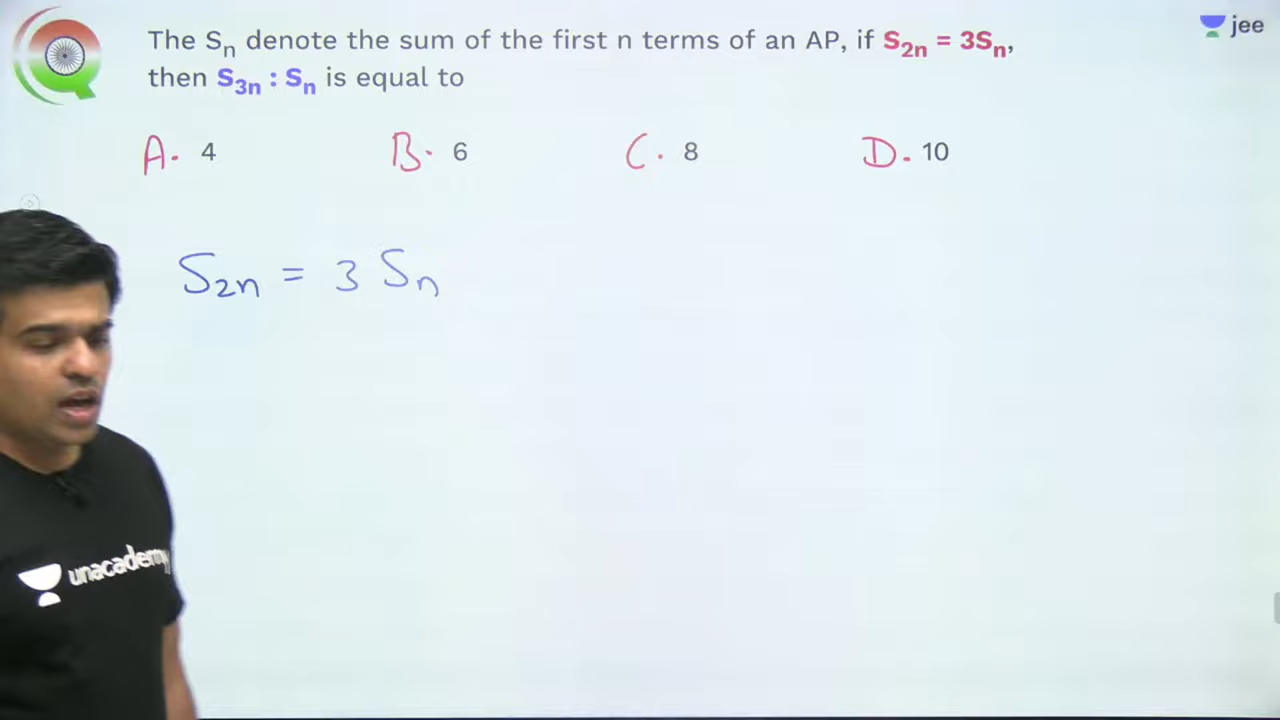 The Sn denote the sum of the first n terms of an AP, if S2n = 3Sn,
then S3n : Sn is equal to
jee
A. 4 B. 6 C. 8 D. 10
S2n = 3 Sn
unacademy